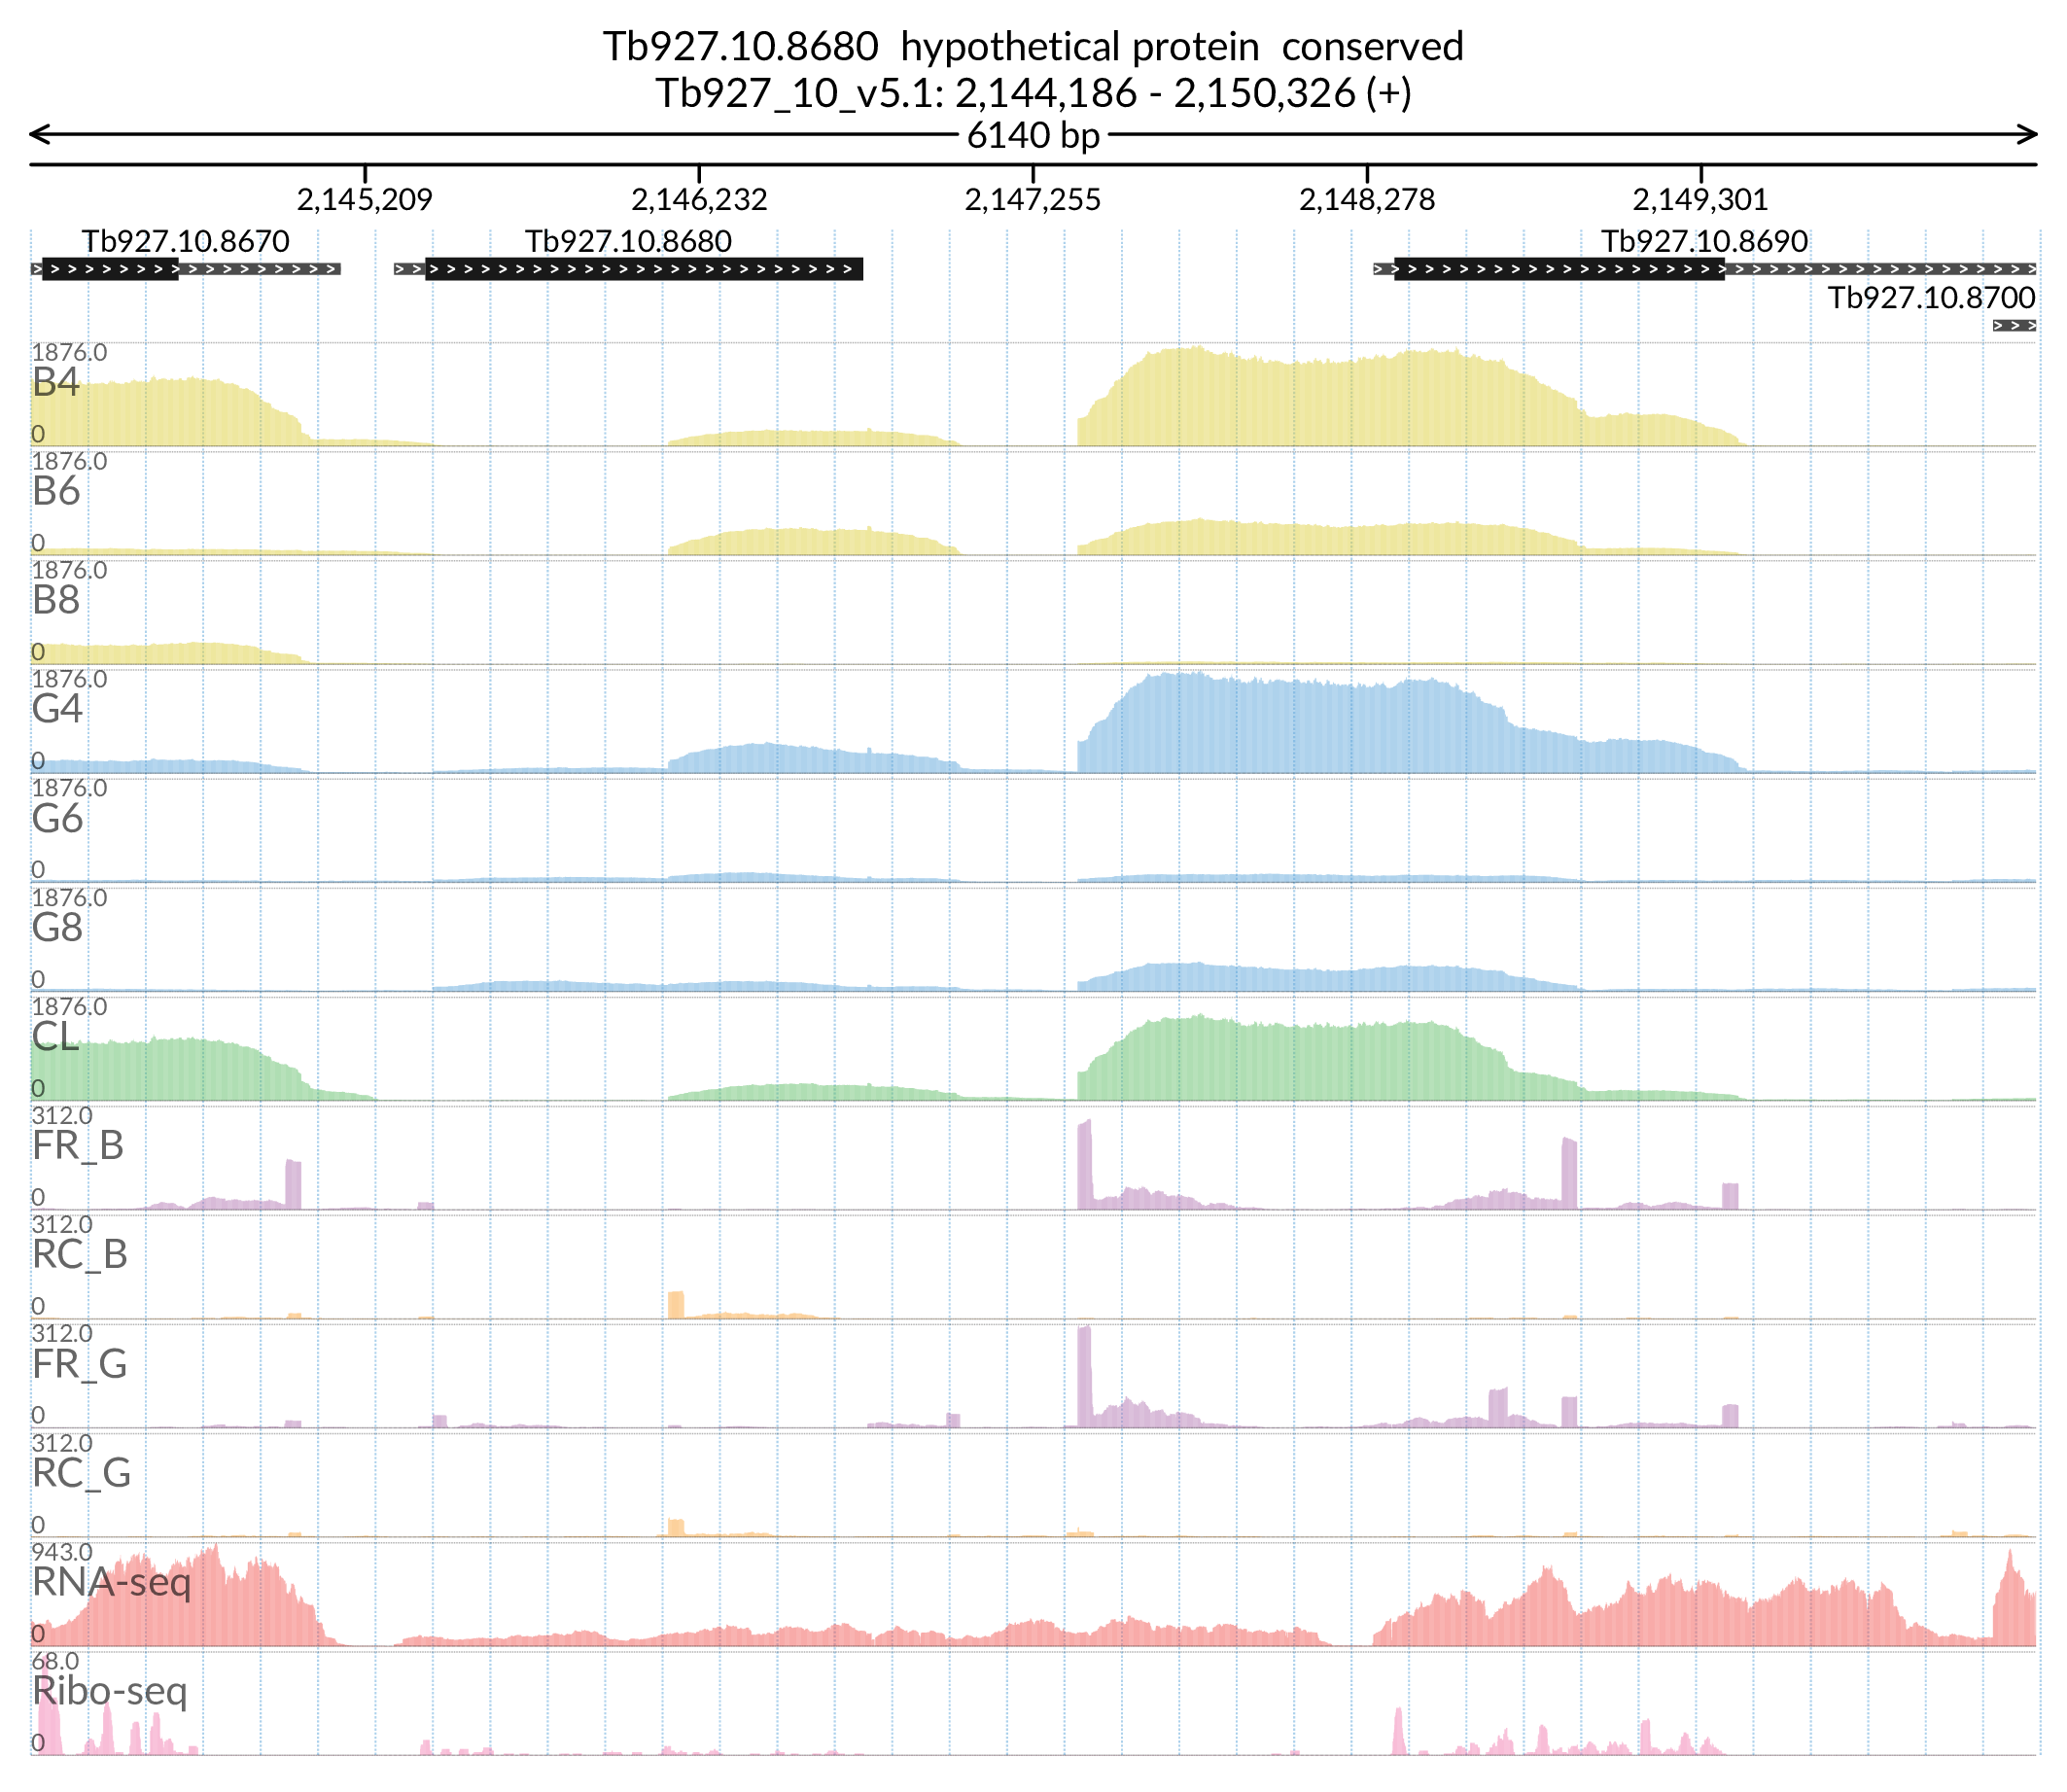 Tb927.10.8680  hypothetical protein  conserved
Tb927_10_v5.1: 2,144,186 - 2,150,326 (+)
6140 bp
2,145,209 2,146,232 2,147,255 2,148,278 2,149,301
Tb927.10.8670 Tb927.10.8680 Tb927.10.8690
Tb927.10.8700
1876.0
B4
0
1876.0
B6
0
1876.0
B8
0
1876.0
G4
0
1876.0
G6
0
1876.0
G8
0
1876.0
CL
0
312.0
FR_B
0
312.0
RC_B
0
312.0
FR_G
0
312.0
RC_G
0
943.0
RNA-seq
0
68.0
Ribo-seq
0